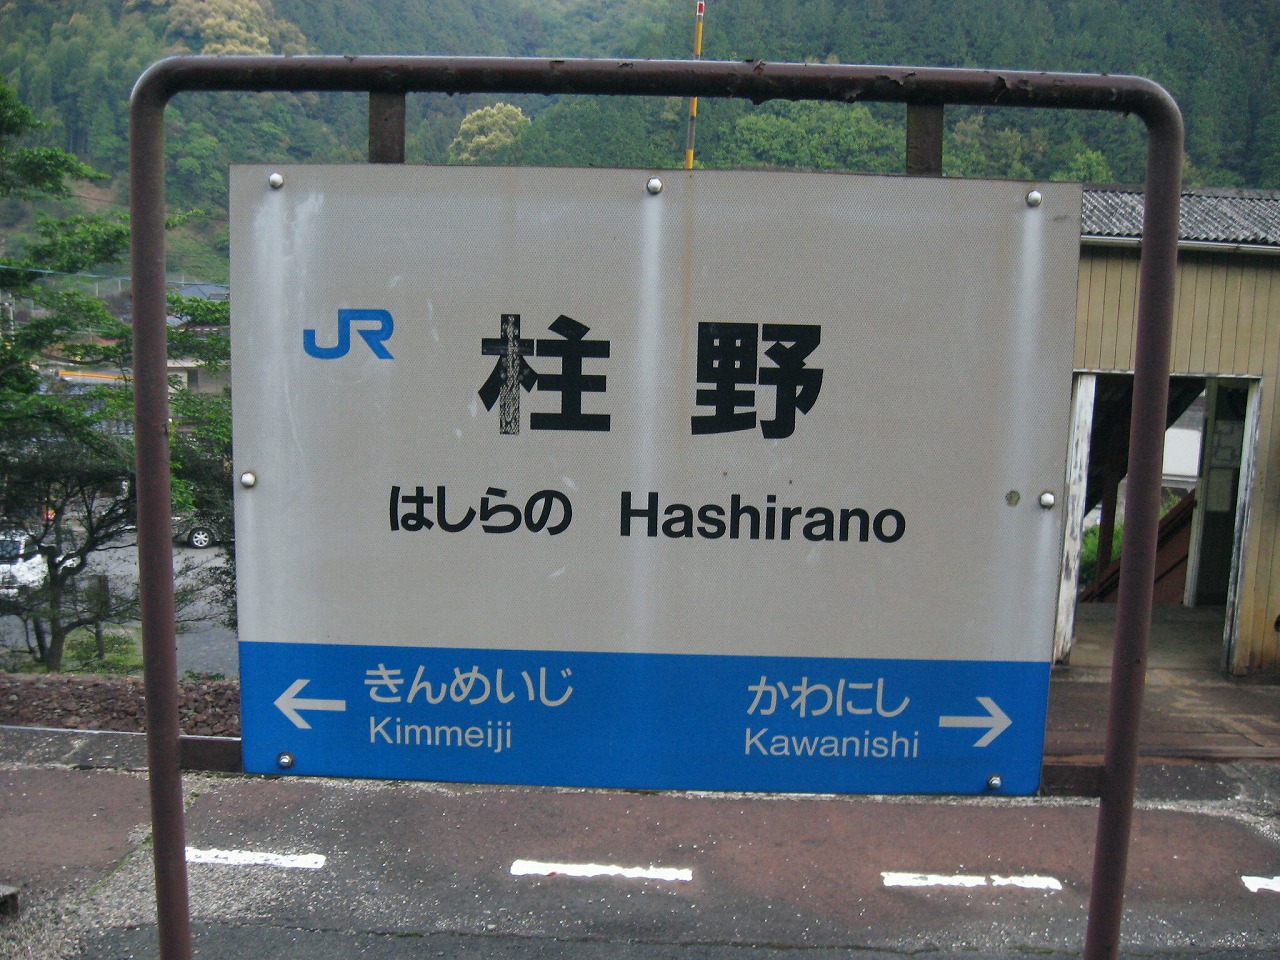 JR 柱野
はしらの Hashirano
← きんめいじ
Kimmeiji
かわにし →
Kawanishi